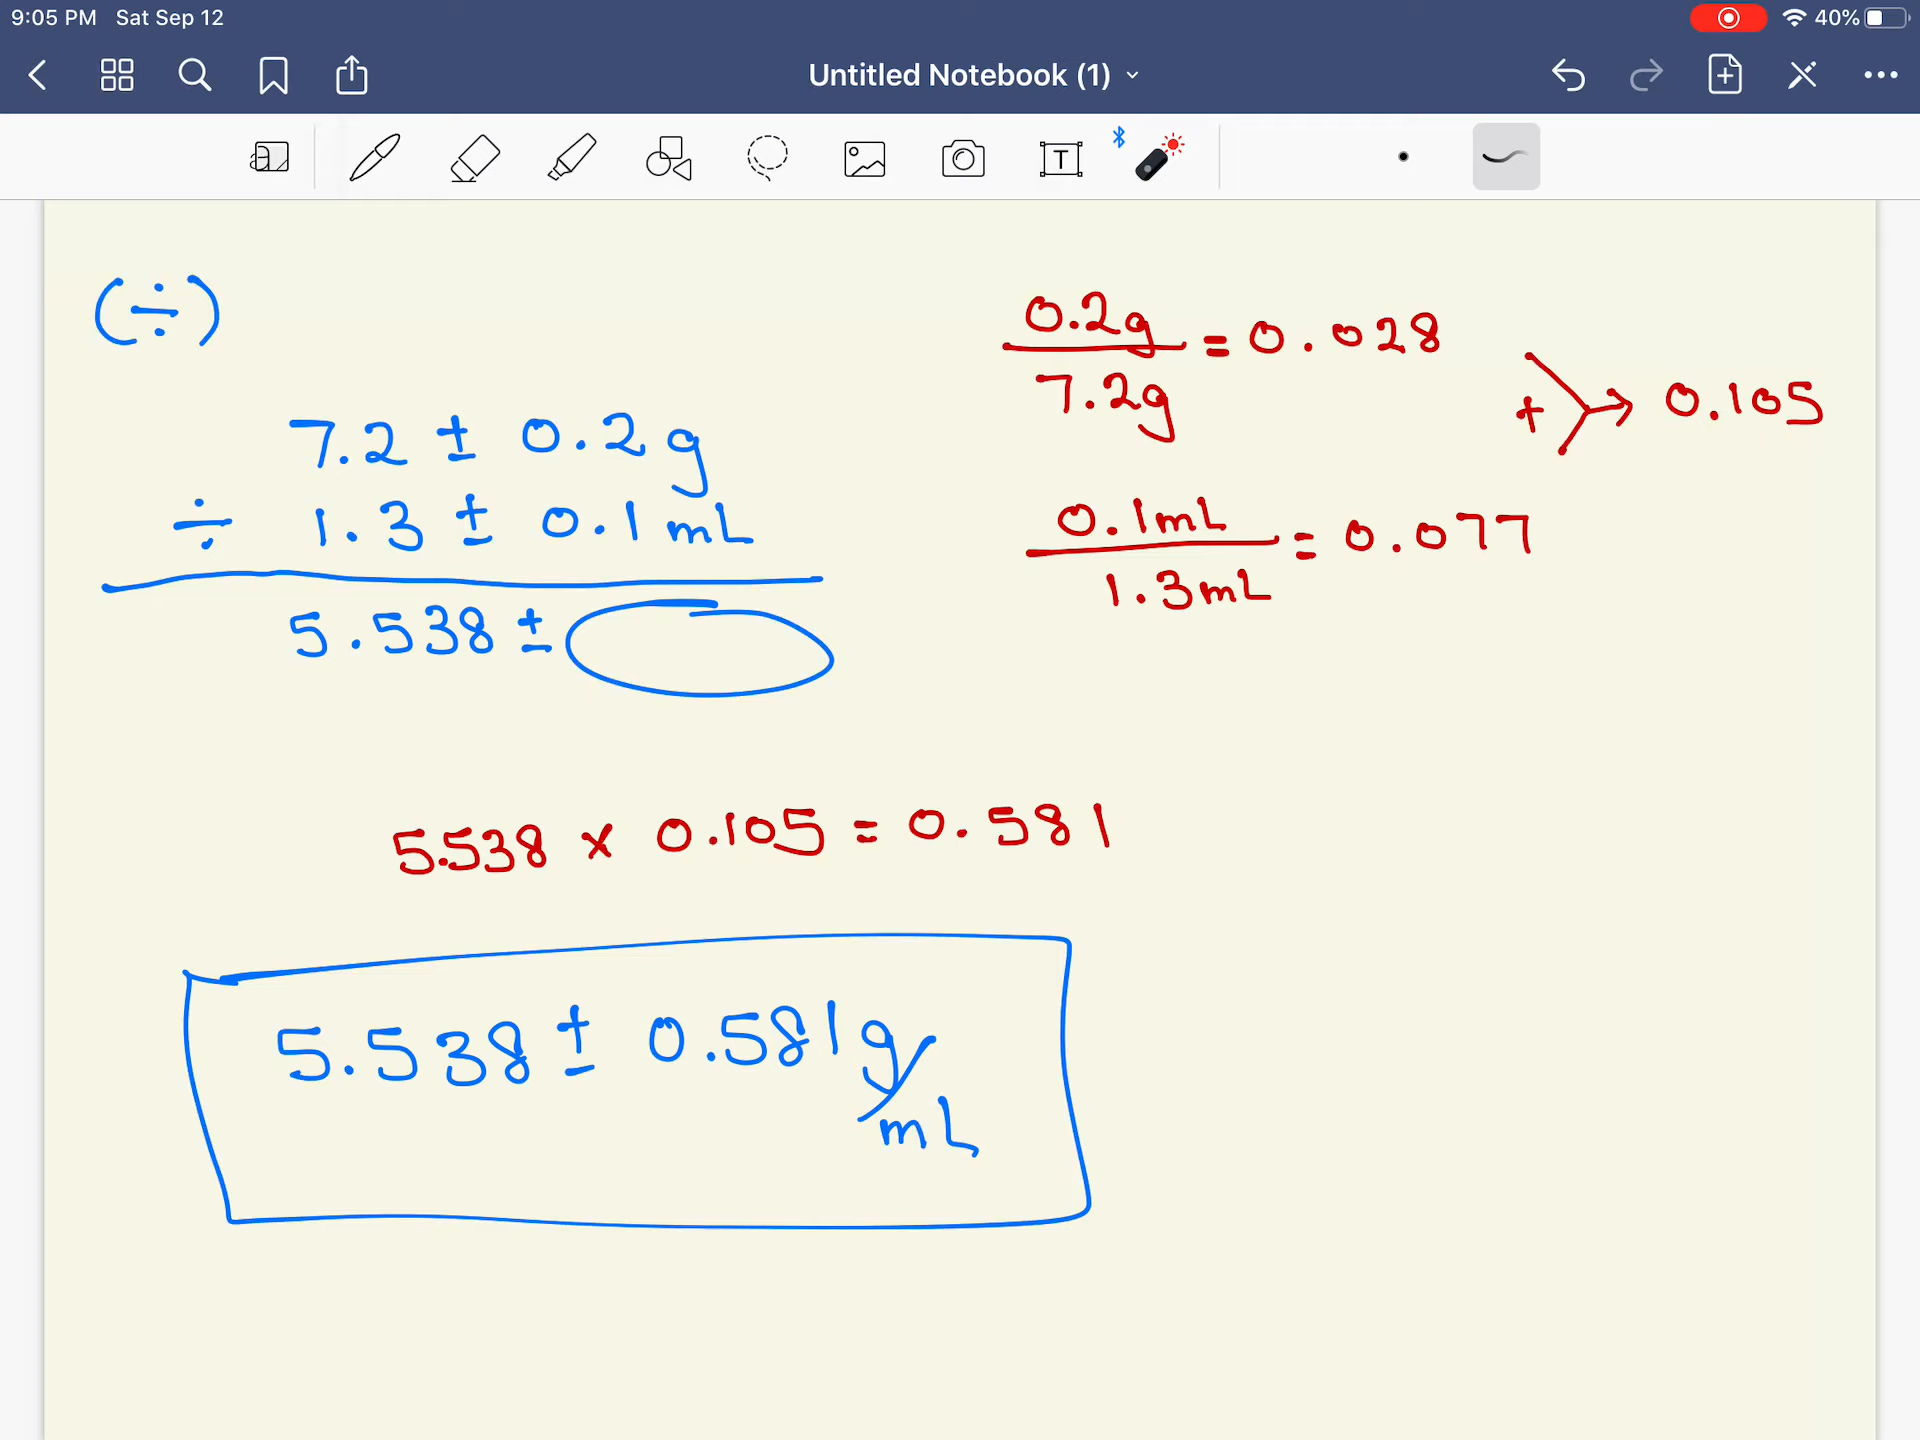 9:05 PM Sat Sep 12
40%
Untitled Notebook (1)
a
T
(÷)
7.2 ± 0.2 g
÷ 1.3 ± 0.1 mL
5.538 ±
0.2g
7.2g
= 0.028
+ → 0.105
0.1mL
1.3mL
= 0.077
5.538 × 0.105 = 0.581
5.538 ± 0.581 g/
mL